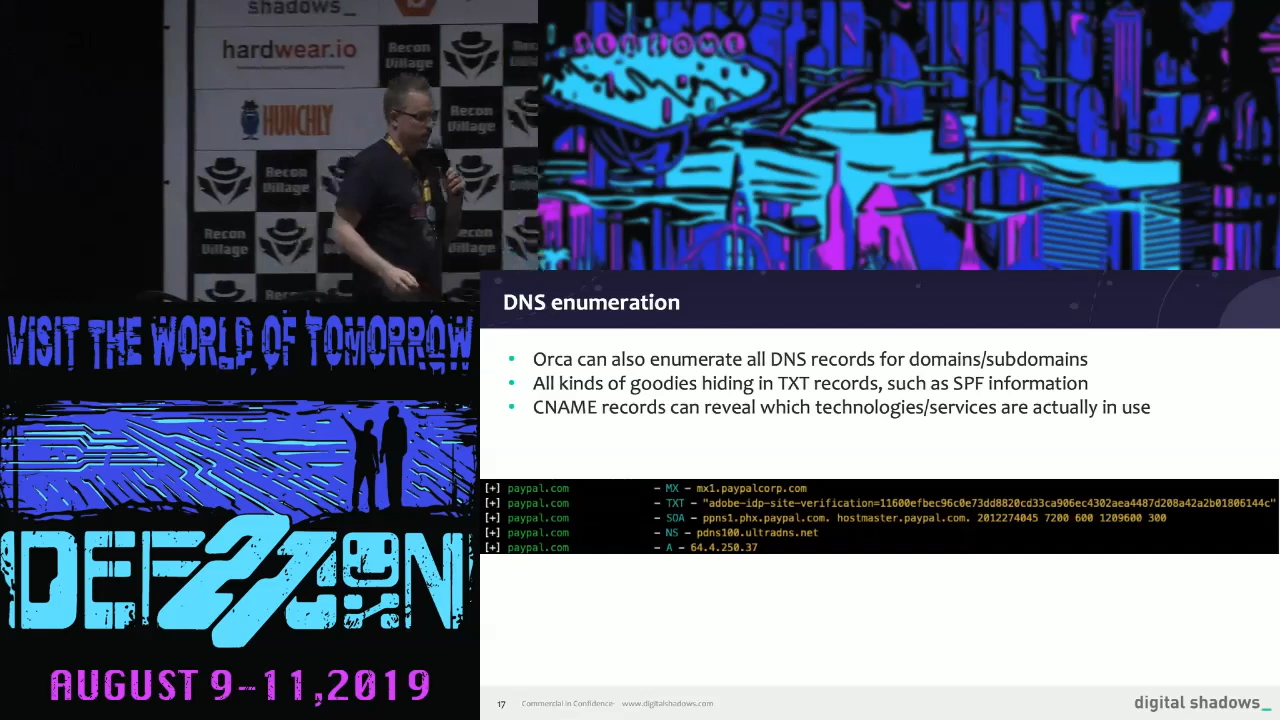 shadows_
hardwear.io
Recon
Village
HUNCHLY
Recon
Village
Recon
Village
Recon
Village
Village
WELCOME
VISIT THE WORLD OF TOMORROW
DEF CON
AUGUST 9-11, 2019
DNS enumeration
• Orca can also enumerate all DNS records for domains/subdomains
• All kinds of goodies hiding in TXT records, such as SPF information
• CNAME records can reveal which technologies/services are actually in use
[+] paypal.com – MX – mx1.paypalcorp.com
[+] paypal.com – TXT – "adobe-idp-site-verification=11600efbec96c0e73dd8820cd33ca906ec4302aea4487d208a42a2b01806144c"
[+] paypal.com – SOA – ppns1.phx.paypal.com. hostmaster.paypal.com. 2012274045 7200 600 1209600 300
[+] paypal.com – NS – pdns100.ultradns.net
[+] paypal.com – A – 64.4.250.37
17 Commercial in Confidence www.digitalshadows.com
digital shadows_